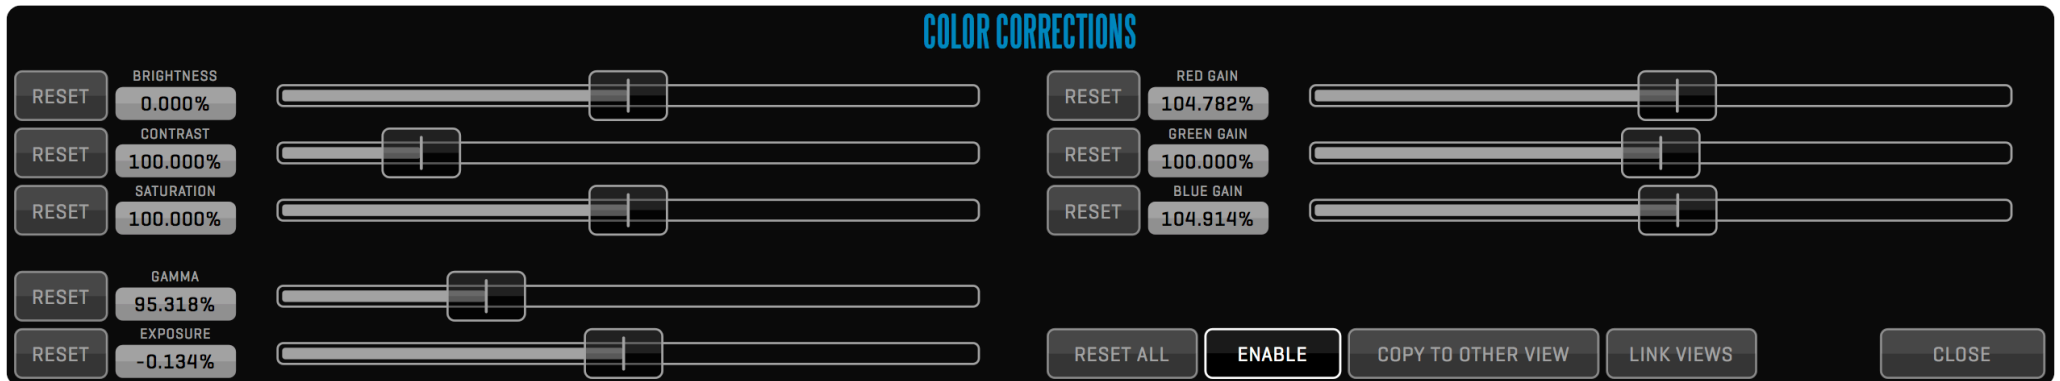 COLOR CORRECTIONS
RESET
BRIGHTNESS
0.000%
RESET
CONTRAST
100.000%
RESET
SATURATION
100.000%
RESET
GAMMA
95.318%
RESET
EXPOSURE
-0.134%
RESET
RED GAIN
104.782%
RESET
GREEN GAIN
100.000%
RESET
BLUE GAIN
104.914%
RESET ALL
ENABLE
COPY TO OTHER VIEW
LINK VIEWS
CLOSE